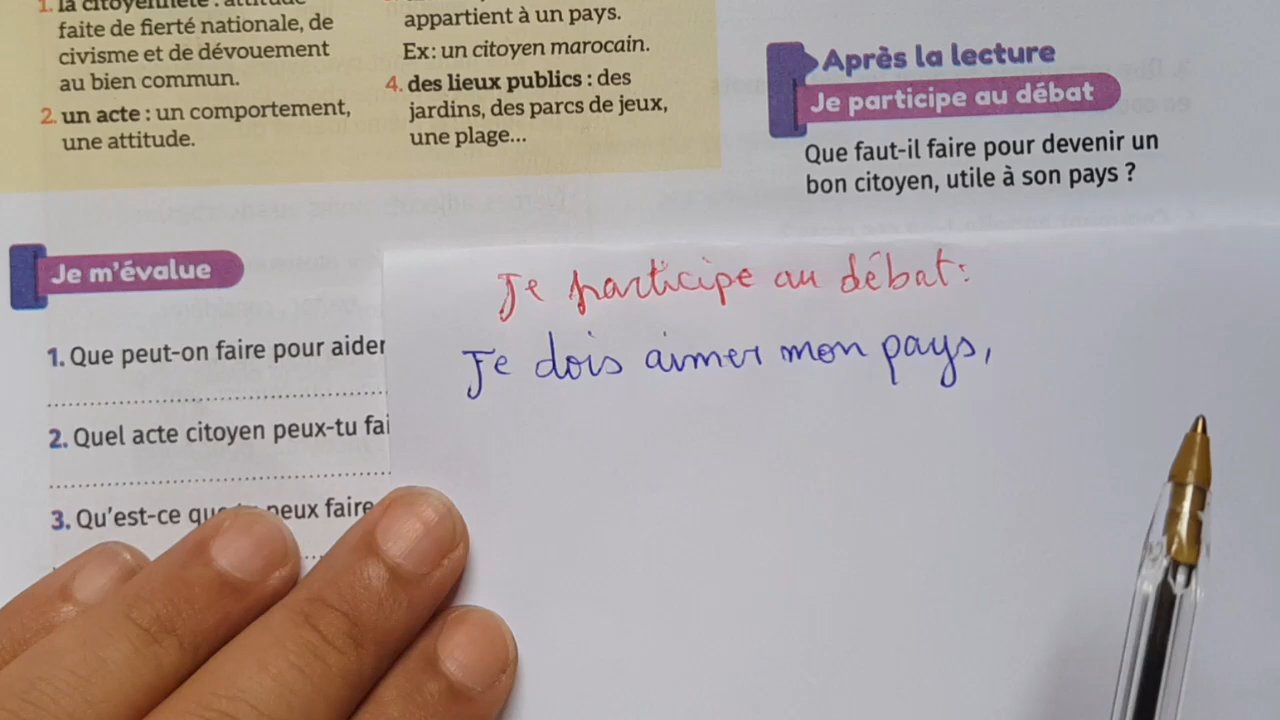 1. la citoyenneté : attitude
faite de fierté nationale, de
civisme et de dévouement
au bien commun.
2. un acte : un comportement,
une attitude.
appartient à un pays.
Ex: un citoyen marocain.
4. des lieux publics : des
jardins, des parcs de jeux,
une plage...
Après la lecture
Je participe au débat
Que faut-il faire pour devenir un
bon citoyen, utile à son pays ?
Je m'évalue
1. Que peut-on faire pour aider
2. Quel acte citoyen peux-tu fai
3. Qu'est-ce que peux faire
Je participe au débat:
Je dois aimer mon pays,